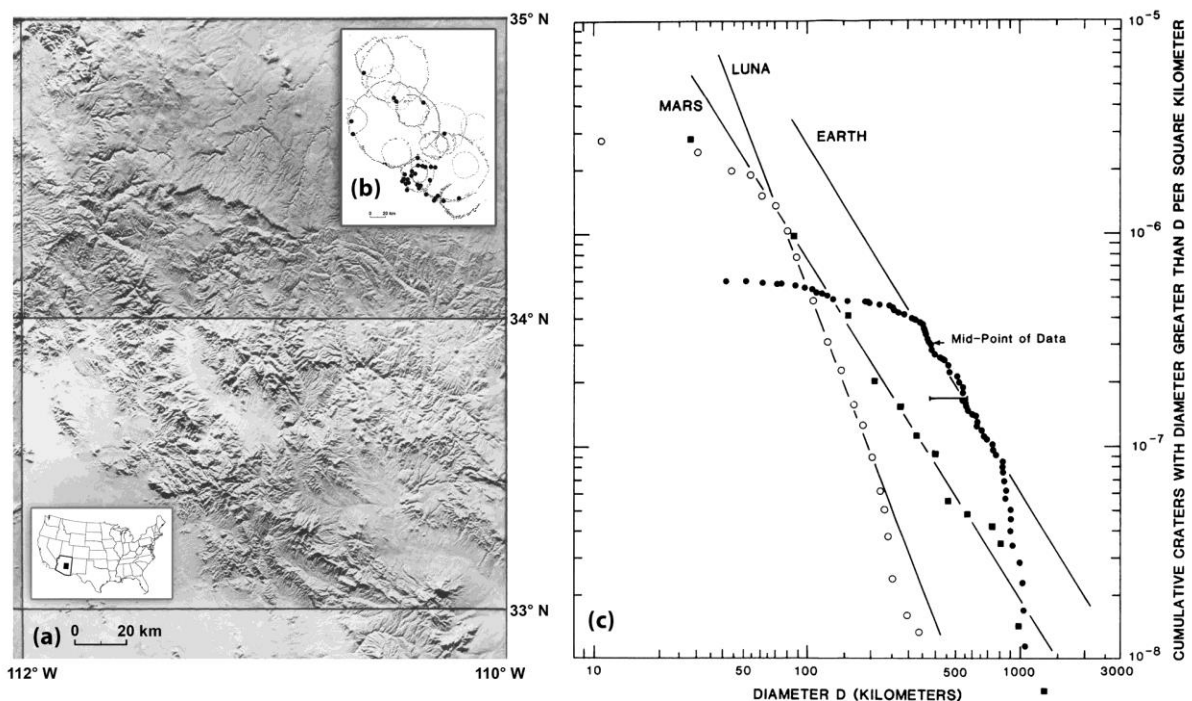 35° N
34° N
33° N
112° W
110° W
(a) 0 20 km
(b)
0 20 km
(c)
MARS
LUNA
EARTH
Mid-Point of Data
10
50
100
500
1000
3000
DIAMETER D (KILOMETERS)
10-5
10-6
10-7
10-8
CUMULATIVE CRATERS WITH DIAMETER GREATER THAN D PER SQUARE KILOMETER